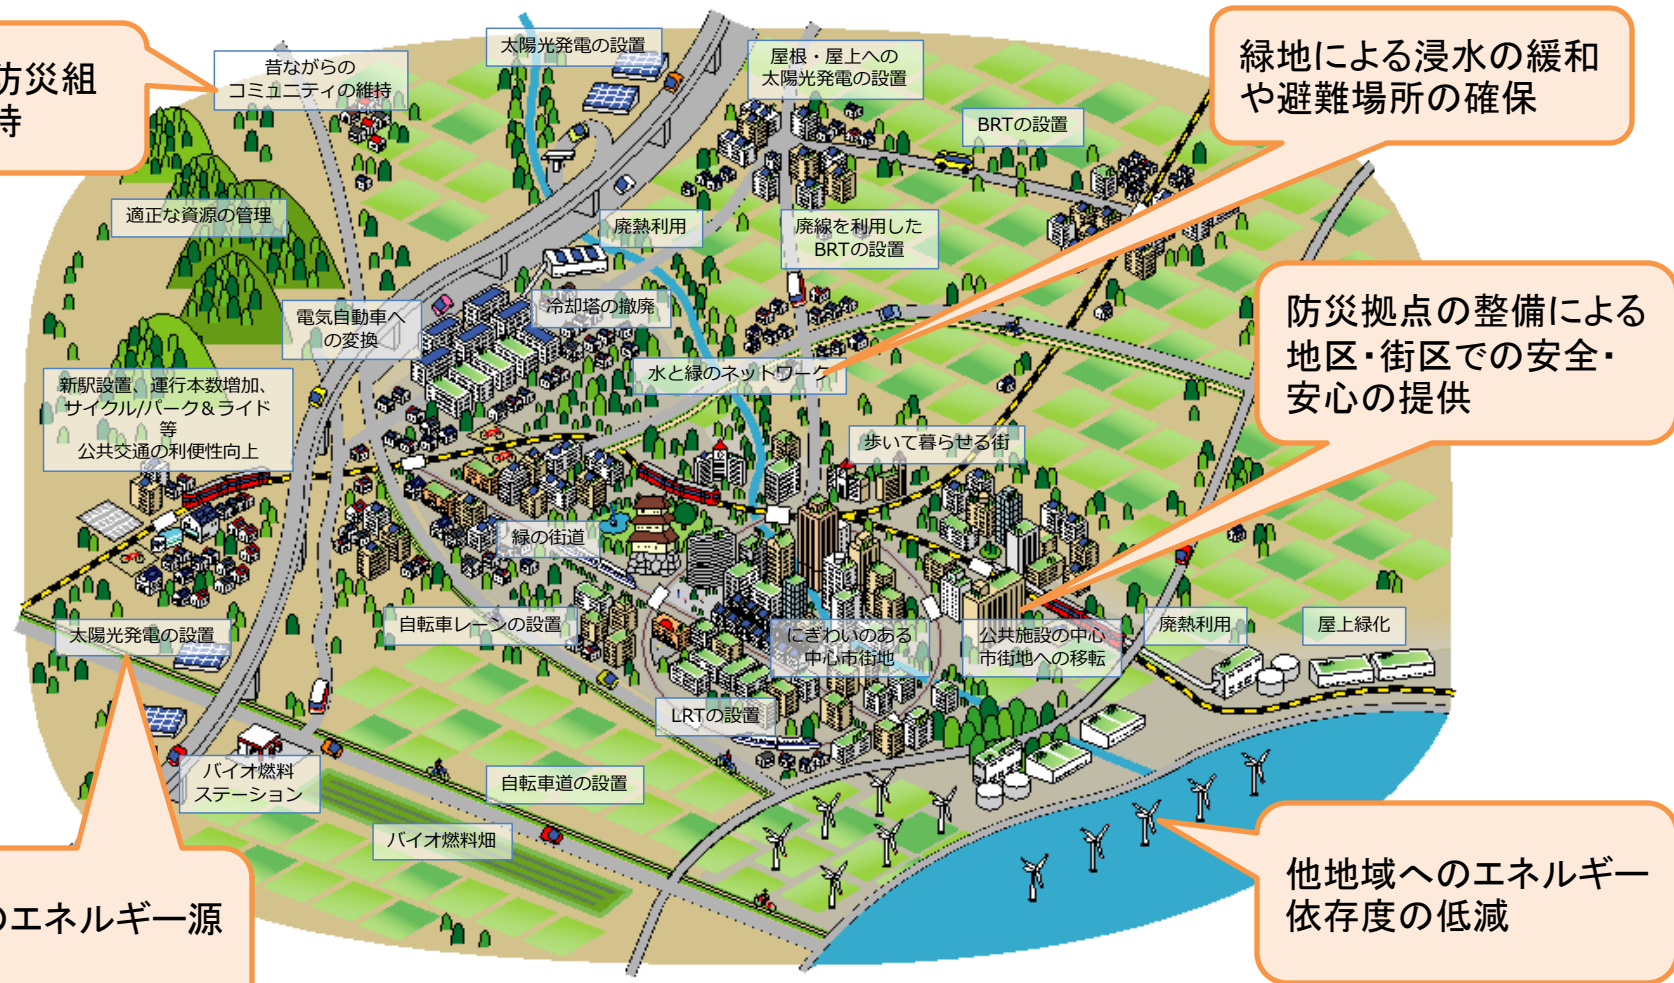 防災組
持
昔ながらの
コミュニティの維持
太陽光発電の設置
屋根・屋上への
太陽光発電の設置
BRTの設置
緑地による浸水の緩和
や避難場所の確保
適正な資源の管理
廃熱利用
廃線を利用した
BRTの設置
電気自動車へ
の変換
冷却塔の撤廃
水と緑のネットワーク
防災拠点の整備による
地区・街区での安全・
安心の提供
新駅設置、運行本数増加、
サイクル/パーク＆ライド
等
公共交通の利便性向上
歩いて暮らせる街
緑の街道
太陽光発電の設置
自転車レーンの設置
にぎわいのある
中心市街地
公共施設の中心
市街地への移転
廃熱利用
屋上緑化
LRTの設置
バイオ燃料
ステーション
自転車道の設置
バイオ燃料畑
のエネルギー源
他地域へのエネルギー
依存度の低減